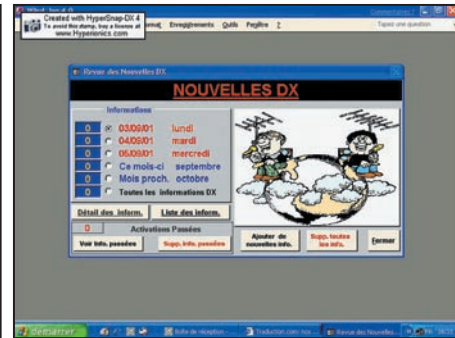 Created with HyperSnap-DX 4
To avoid this stamp, buy a license at
www.Hyperionics.com
Enregistrements Outils Fenêtre ?
Tapez une question
Revue des Nouvelles DX
NOUVELLES DX
Informations
0 03/09/01 lundi
0 04/09/01 mardi
0 05/09/01 mercredi
0 Ce mois-ci septembre
0 Mois proch. octobre
0 Toutes les informations DX
Détail des inform. Liste des inform.
0 Activations Passées
Voir info. passées Supp. info. passées
Ajouter de nouvelles info.
Supp. toutes les info.
Fermer
démarrer
Boîte de réception
Revue des Nouvelles